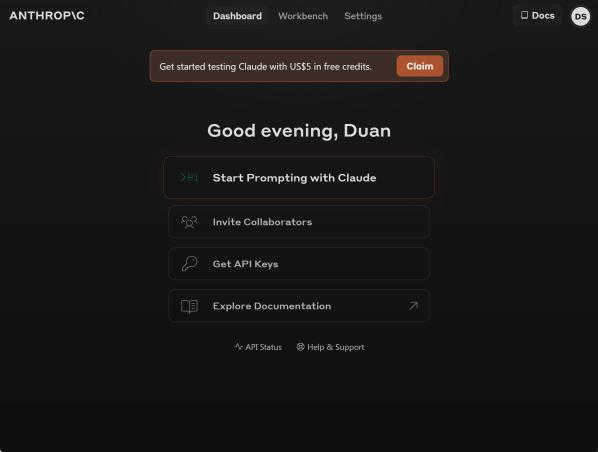 ANTHROP\C
Dashboard Workbench Settings
Docs
DS
Get started testing Claude with US$5 in free credits.
Claim
Good evening, Duan
>Hi Start Prompting with Claude
Invite Collaborators
Get API Keys
Explore Documentation
API Status Help & Support